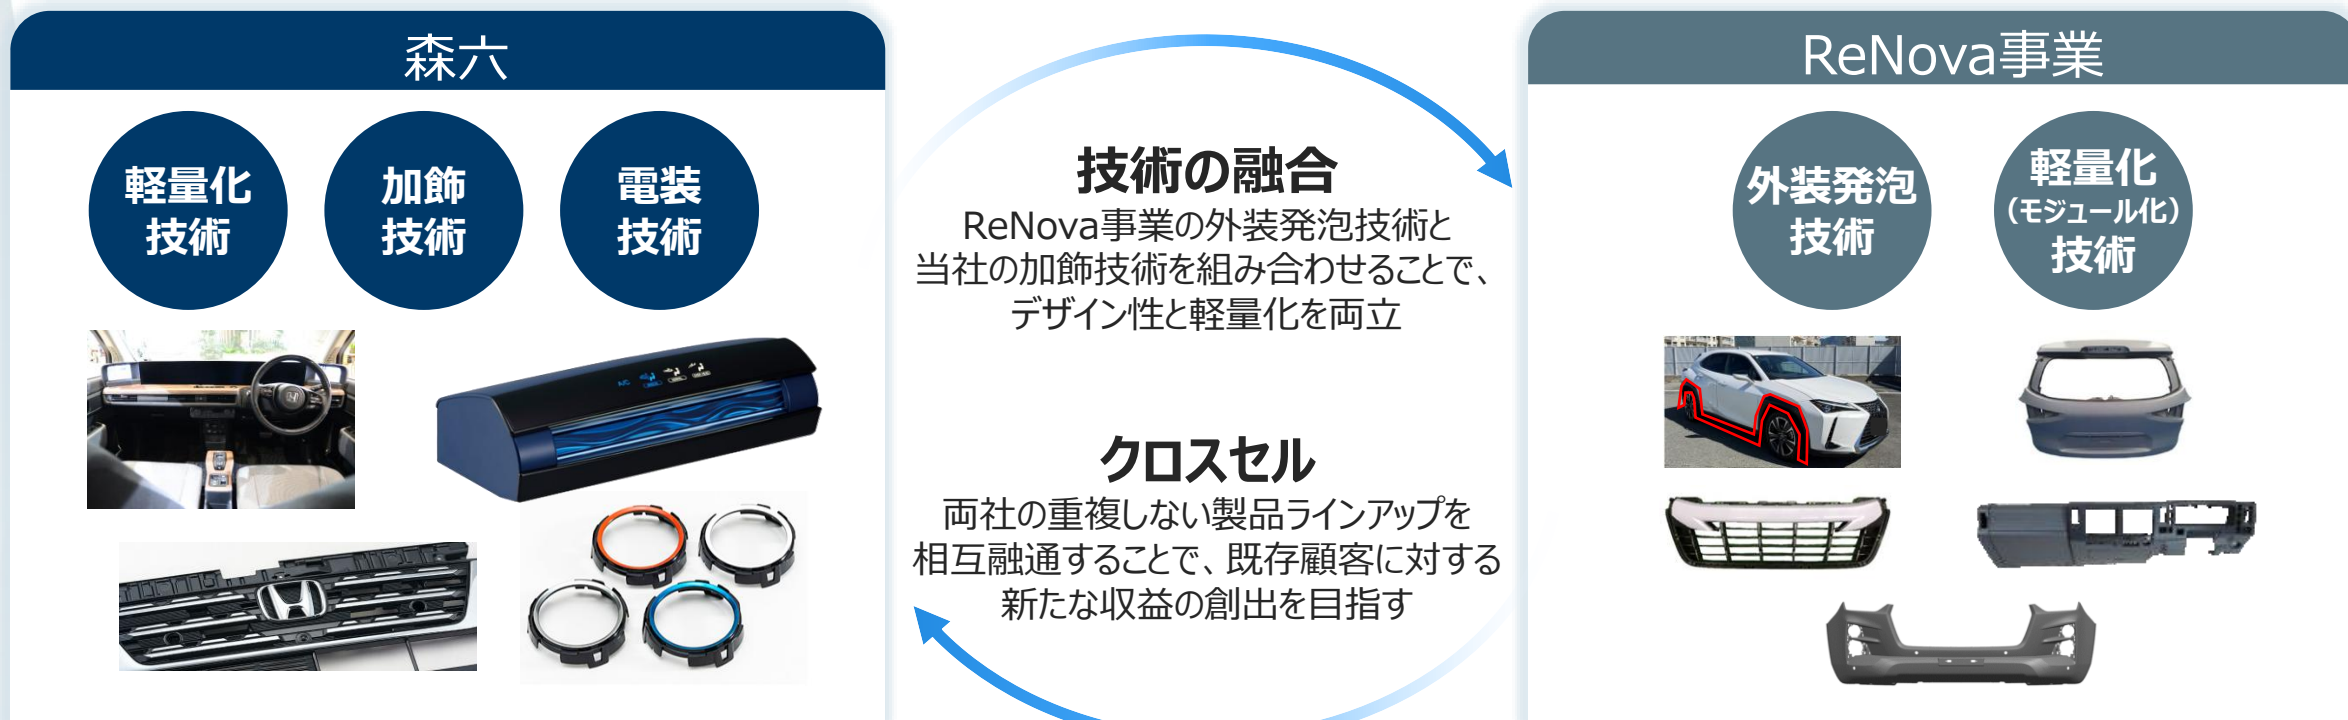 森六
軽量化
技術
加飾
技術
電装
技術
技術の融合
ReNova事業の外装発泡技術と
当社の加飾技術を組み合わせることで、
デザイン性と軽量化を両立
クロスセル
両社の重複しない製品ラインアップを
相互融通することで、既存顧客に対する
新たな収益の創出を目指す
ReNova事業
外装発泡
技術
軽量化
（モジュール化）
技術
A/C